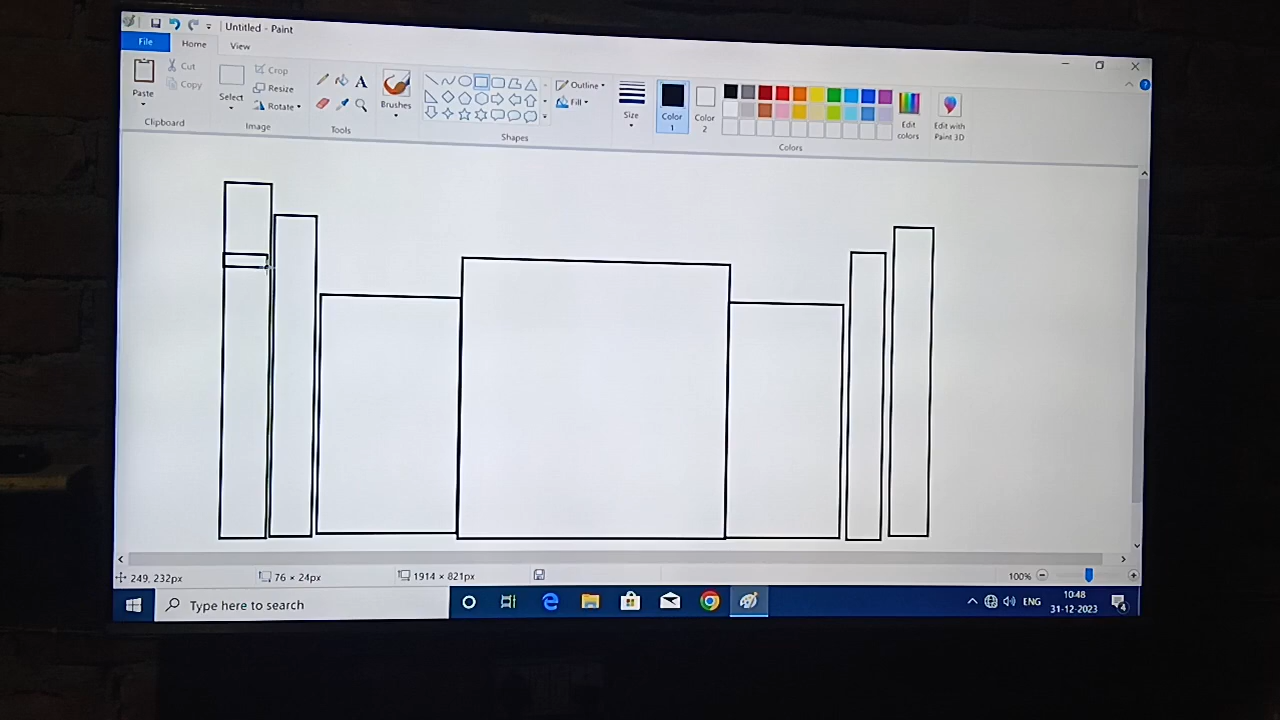 Untitled - Paint
File Home View
Paste
Cut
Copy
Clipboard
Select
Crop
Resize
Rotate
Image
A
Tools
Brushes
Shapes
Outline
Fill
Size
Color 1
Color 2
Colors
Edit colors
Edit with Paint 3D
249, 232px 76 × 24px 1914 × 821px 100%
Type here to search
ENG
10:48
31-12-2023
4